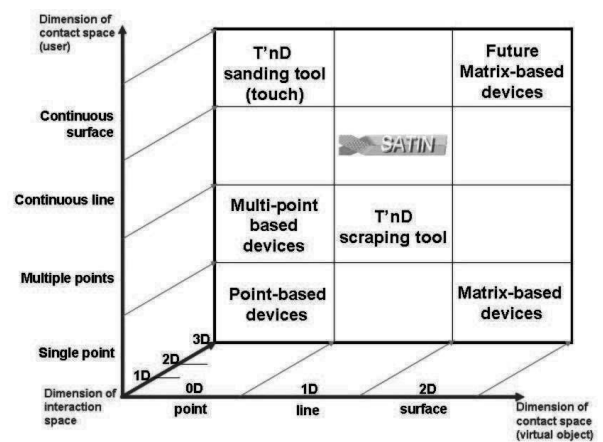 Dimension of
contact space
(user)
T'nD
sanding tool
(touch)
Future
Matrix-based
devices
Continuous
surface
SATIN
Continuous line
Multi-point
based
devices
T'nD
scraping tool
Multiple points
Point-based
devices
Matrix-based
devices
Single point
3D
2D
1D
Dimension of
interaction
space
0D
point
1D
line
2D
surface
Dimension of
contact space
(virtual object)